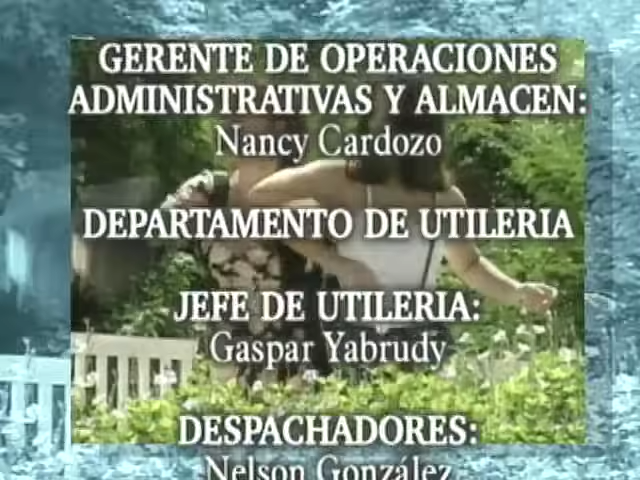 GERENTE DE OPERACIONES
ADMINISTRATIVAS Y ALMACEN:
Nancy Cardozo
DEPARTAMENTO DE UTILERIA
JEFE DE UTILERIA:
Gaspar Yabrudy
DESPACHADORES:
Nelson González